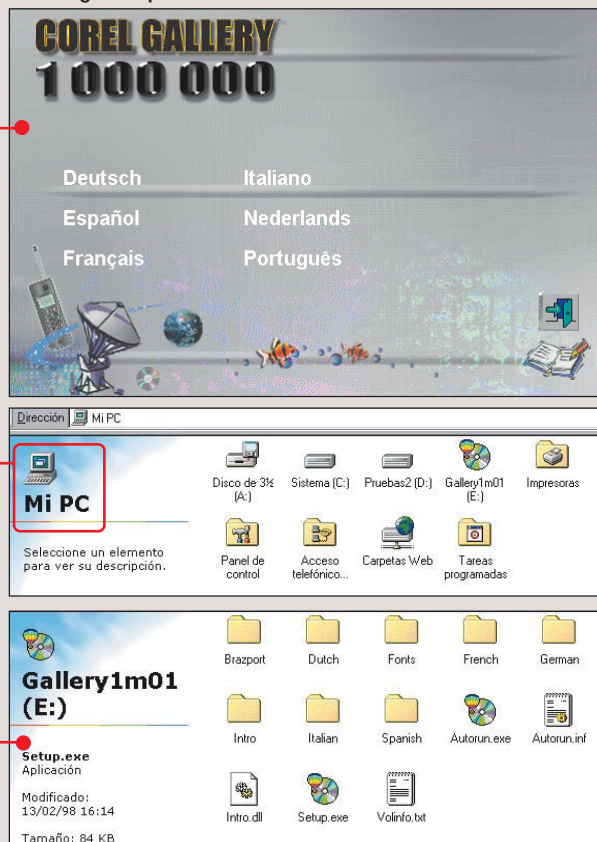 COREL GALLERY
1 000 000
Deutsch
Italiano
Español
Nederlands
Français
Português
Dirección Mi PC
Mi PC
Seleccione un elemento
para ver su descripción.
Disco de 3½
(A:)
Sistema (C:)
Pruebas2 (D:)
Gallery1m01
(E:)
Impresoras
Panel de
control
Acceso
telefónico...
Carpetas Web
Tareas
programadas
Gallery1m01
(E:)
Setup.exe
Aplicación
Modificado:
13/02/98 16:14
Tamaño: 84 KB
Brazport
Dutch
Fonts
French
German
Intro
Italian
Spanish
Autorun.exe
Autorun.inf
Intro.dll
Setup.exe
Volinfo.txt